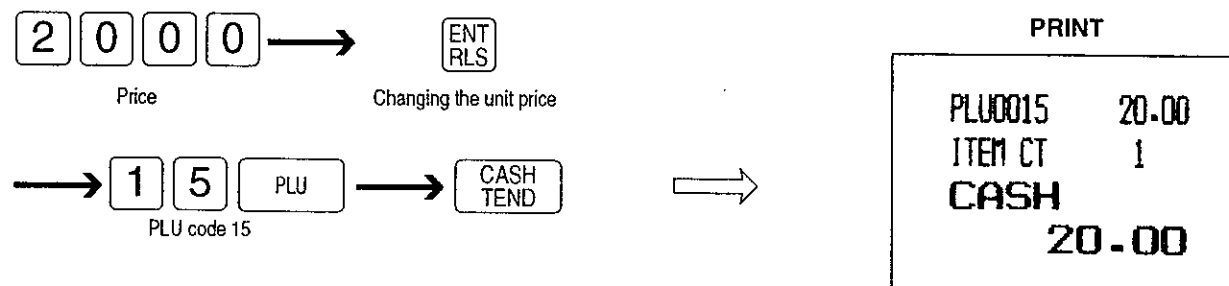 2 0 0 0 ENT RLS
Price Changing the unit price
1 5 PLU CASH TEND
PLU code 15
PRINT
PLU0015 20.00
ITEM CT 1
CASH
20.00